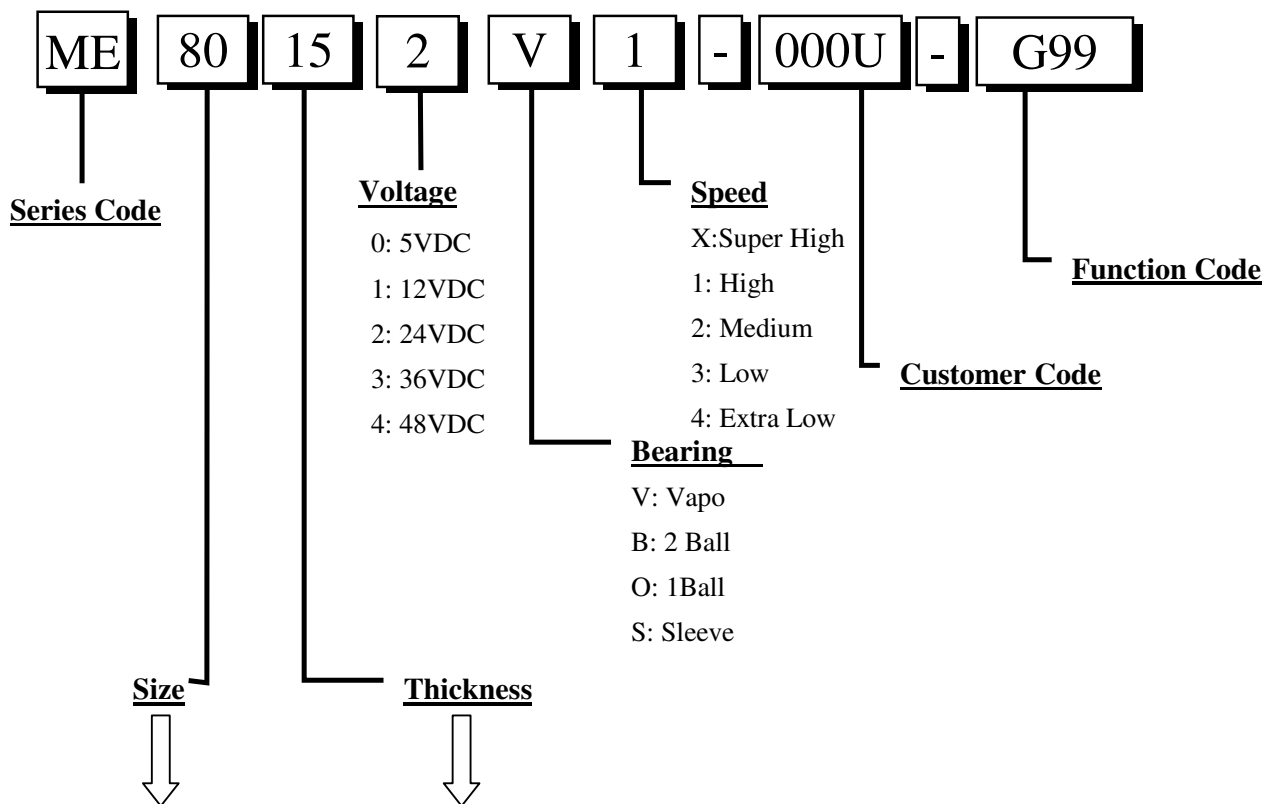 ME 80 15 2 V 1 - 000U - G99
Series Code
Voltage
0: 5VDC
1: 12VDC
2: 24VDC
3: 36VDC
4: 48VDC
Speed
X:Super High
1: High
2: Medium
3: Low
4: Extra Low
Function Code
Customer Code
Bearing
V: Vapo
B: 2 Ball
O: 1Ball
S: Sleeve
Size
Thickness